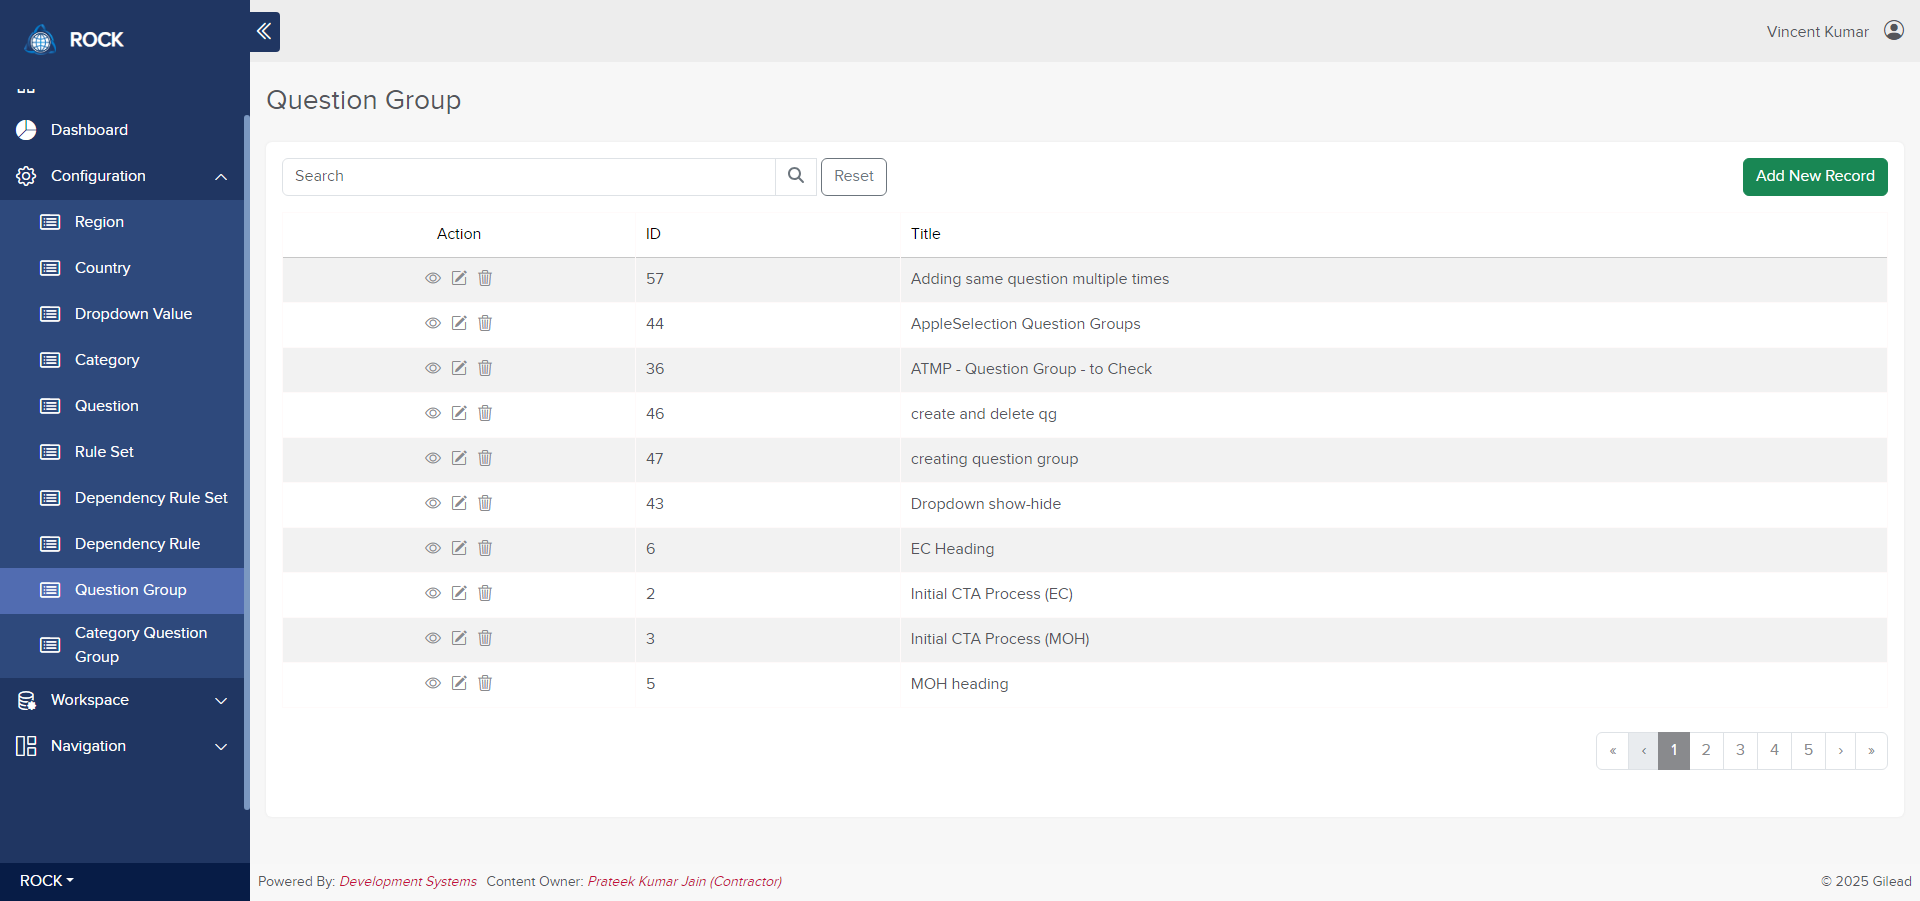 ROCK
Vincent Kumar
Dashboard
Configuration
Region
Country
Dropdown Value
Category
Question
Rule Set
Dependency Rule Set
Dependency Rule
Question Group
Category Question
Group
Workspace
Navigation
ROCK
Question Group
Search
Reset
Add New Record
Action ID Title
57 Adding same question multiple times
44 AppleSelection Question Groups
36 ATMP - Question Group - to Check
46 create and delete qg
47 creating question group
43 Dropdown show-hide
6 EC Heading
2 Initial CTA Process (EC)
3 Initial CTA Process (MOH)
5 MOH heading
« ‹ 1 2 3 4 5 › »
Powered By: Development Systems Content Owner: Prateek Kumar Jain (Contractor)
© 2025 Gilead